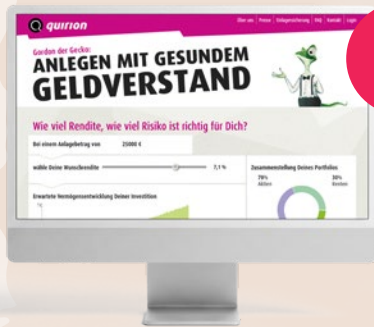 quirion
Über uns Presse Einlagensicherung FAQ Kontakt Login
Gordon der Gecko:
ANLEGEN MIT GESUNDEM
GELDVERSTAND
Wie viel Rendite, wie viel Risiko ist richtig für Dich?
Bei einem Anlagebetrag von 25000 €
wähle Deine Wunschrendite 7,1 %
Zusammenstellung Deines Portfolios
70% 30%
Aktien Renten
Erwartete Vermögensentwicklung Deiner Investition